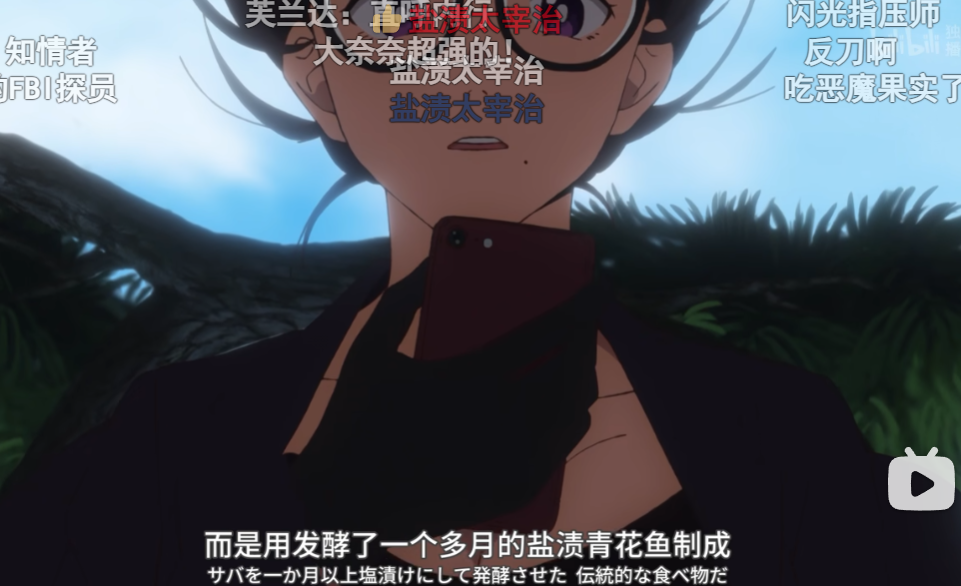 芙兰达：
盐渍太宰治
闪光指压师
知情者
大奈奈超强的！
反刀啊
盐渍太宰治
的FBI探员
吃恶魔果实了
盐渍太宰治
而是用发酵了一个多月的盐渍青花鱼制成
サバを一か月以上塩漬けにして発酵させた 伝統的な食べ物だ